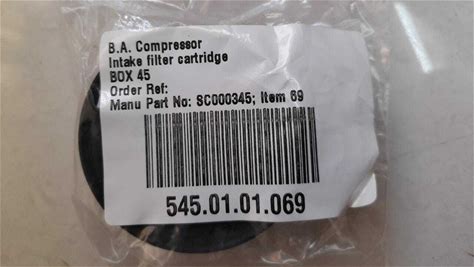 B.A. Compressor
Intake filter cartridge
BOX 45
Order Ref:
Manu Part No: SC000345; Item 69
545.01.01.069